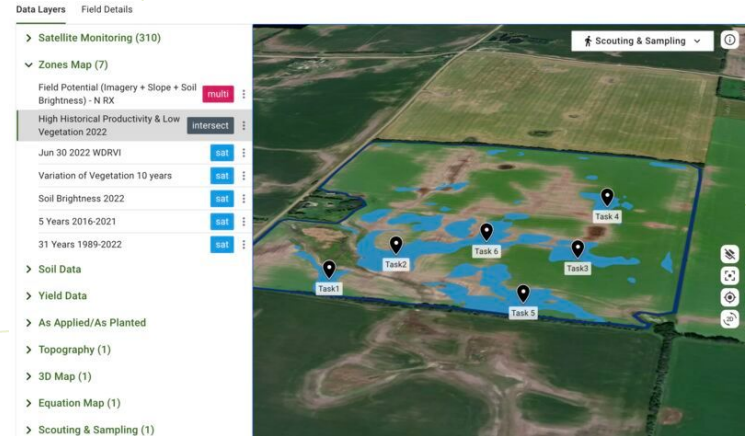 Data Layers Field Details
Satellite Monitoring (310)
Zones Map (7)
Field Potential (Imagery + Slope + Soil
Brightness) - N RX
multi
High Historical Productivity & Low
Vegetation 2022
intersect
Jun 30 2022 WDRVI sat
Variation of Vegetation 10 years sat
Soil Brightness 2022 sat
5 Years 2016-2021 sat
31 Years 1989-2022 sat
Soil Data
Yield Data
As Applied/As Planted
Topography (1)
3D Map (1)
Equation Map (1)
Scouting & Sampling (1)
Scouting & Sampling
Task 4
Task 6
Task2
Task3
Task1
Task 5
2D